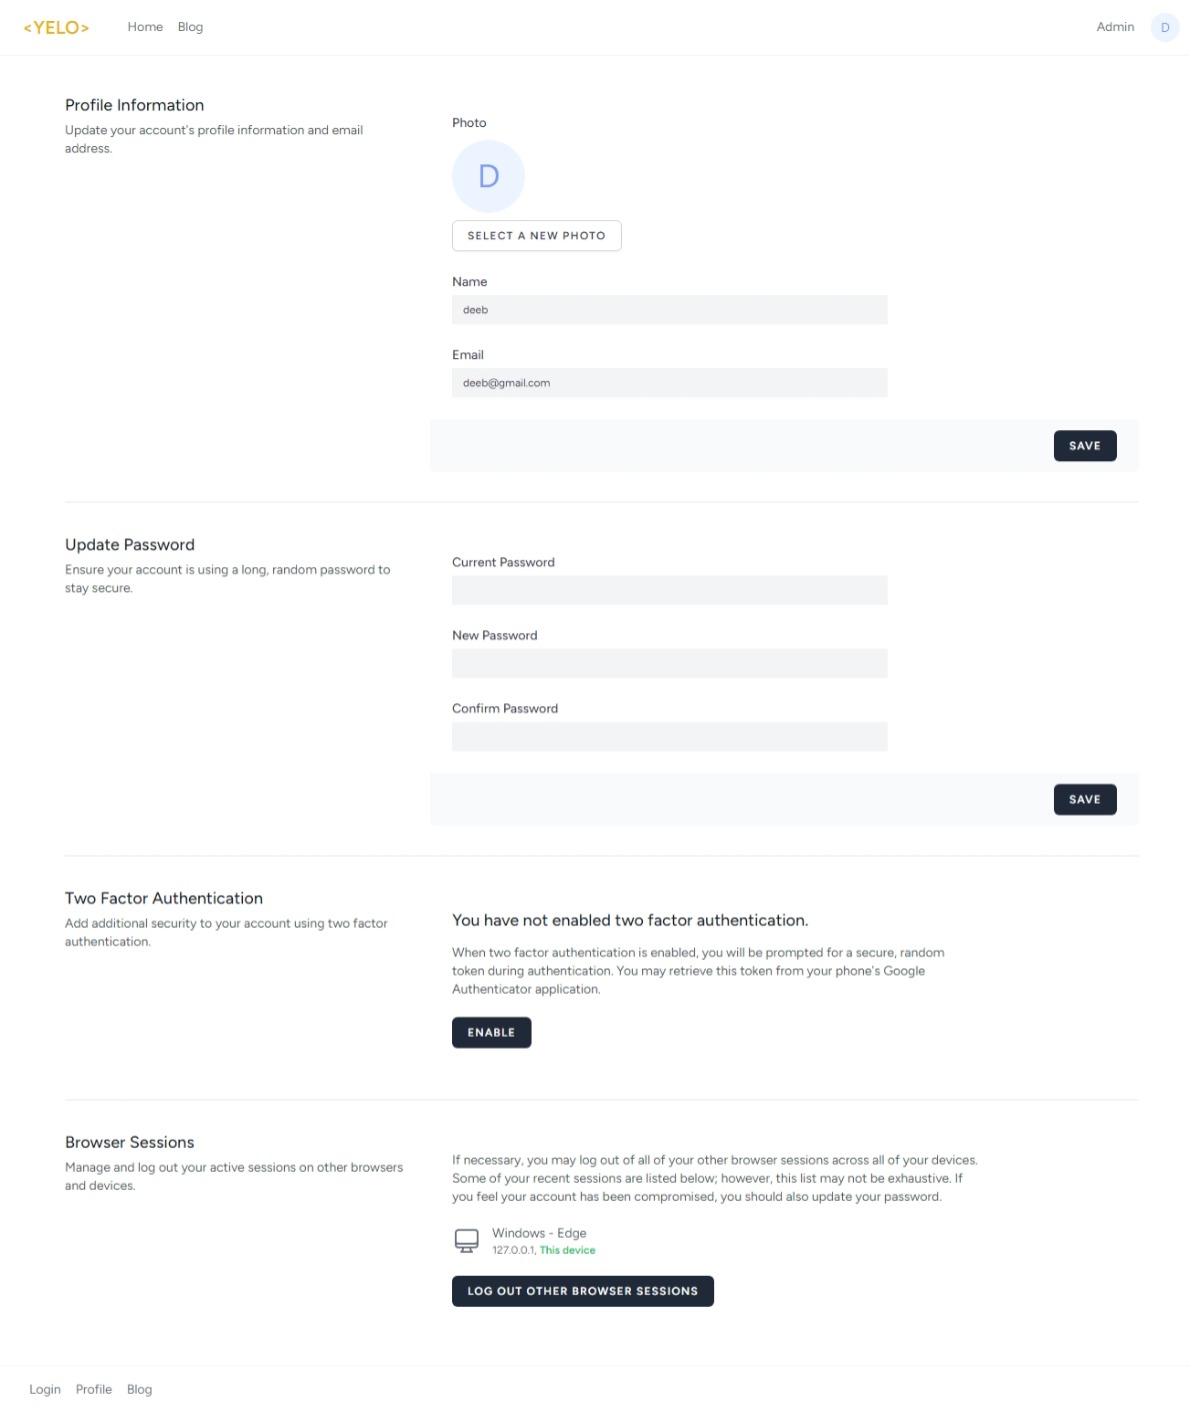 <YELO> Home Blog Admin D
Profile Information
Update your account's profile information and email
address.
Photo
D
SELECT A NEW PHOTO
Name
deeb
Email
deeb@gmail.com
SAVE
Update Password
Ensure your account is using a long, random password to
stay secure.
Current Password
New Password
Confirm Password
SAVE
Two Factor Authentication
Add additional security to your account using two factor
authentication.
You have not enabled two factor authentication.
When two factor authentication is enabled, you will be prompted for a secure, random
token during authentication. You may retrieve this token from your phone's Google
Authenticator application.
ENABLE
Browser Sessions
Manage and log out your active sessions on other browsers
and devices.
If necessary, you may log out of all of your other browser sessions across all of your devices.
Some of your recent sessions are listed below; however, this list may not be exhaustive. If
you feel your account has been compromised, you should also update your password.
Windows - Edge
127.0.0.1, This device
LOG OUT OTHER BROWSER SESSIONS
Login Profile Blog